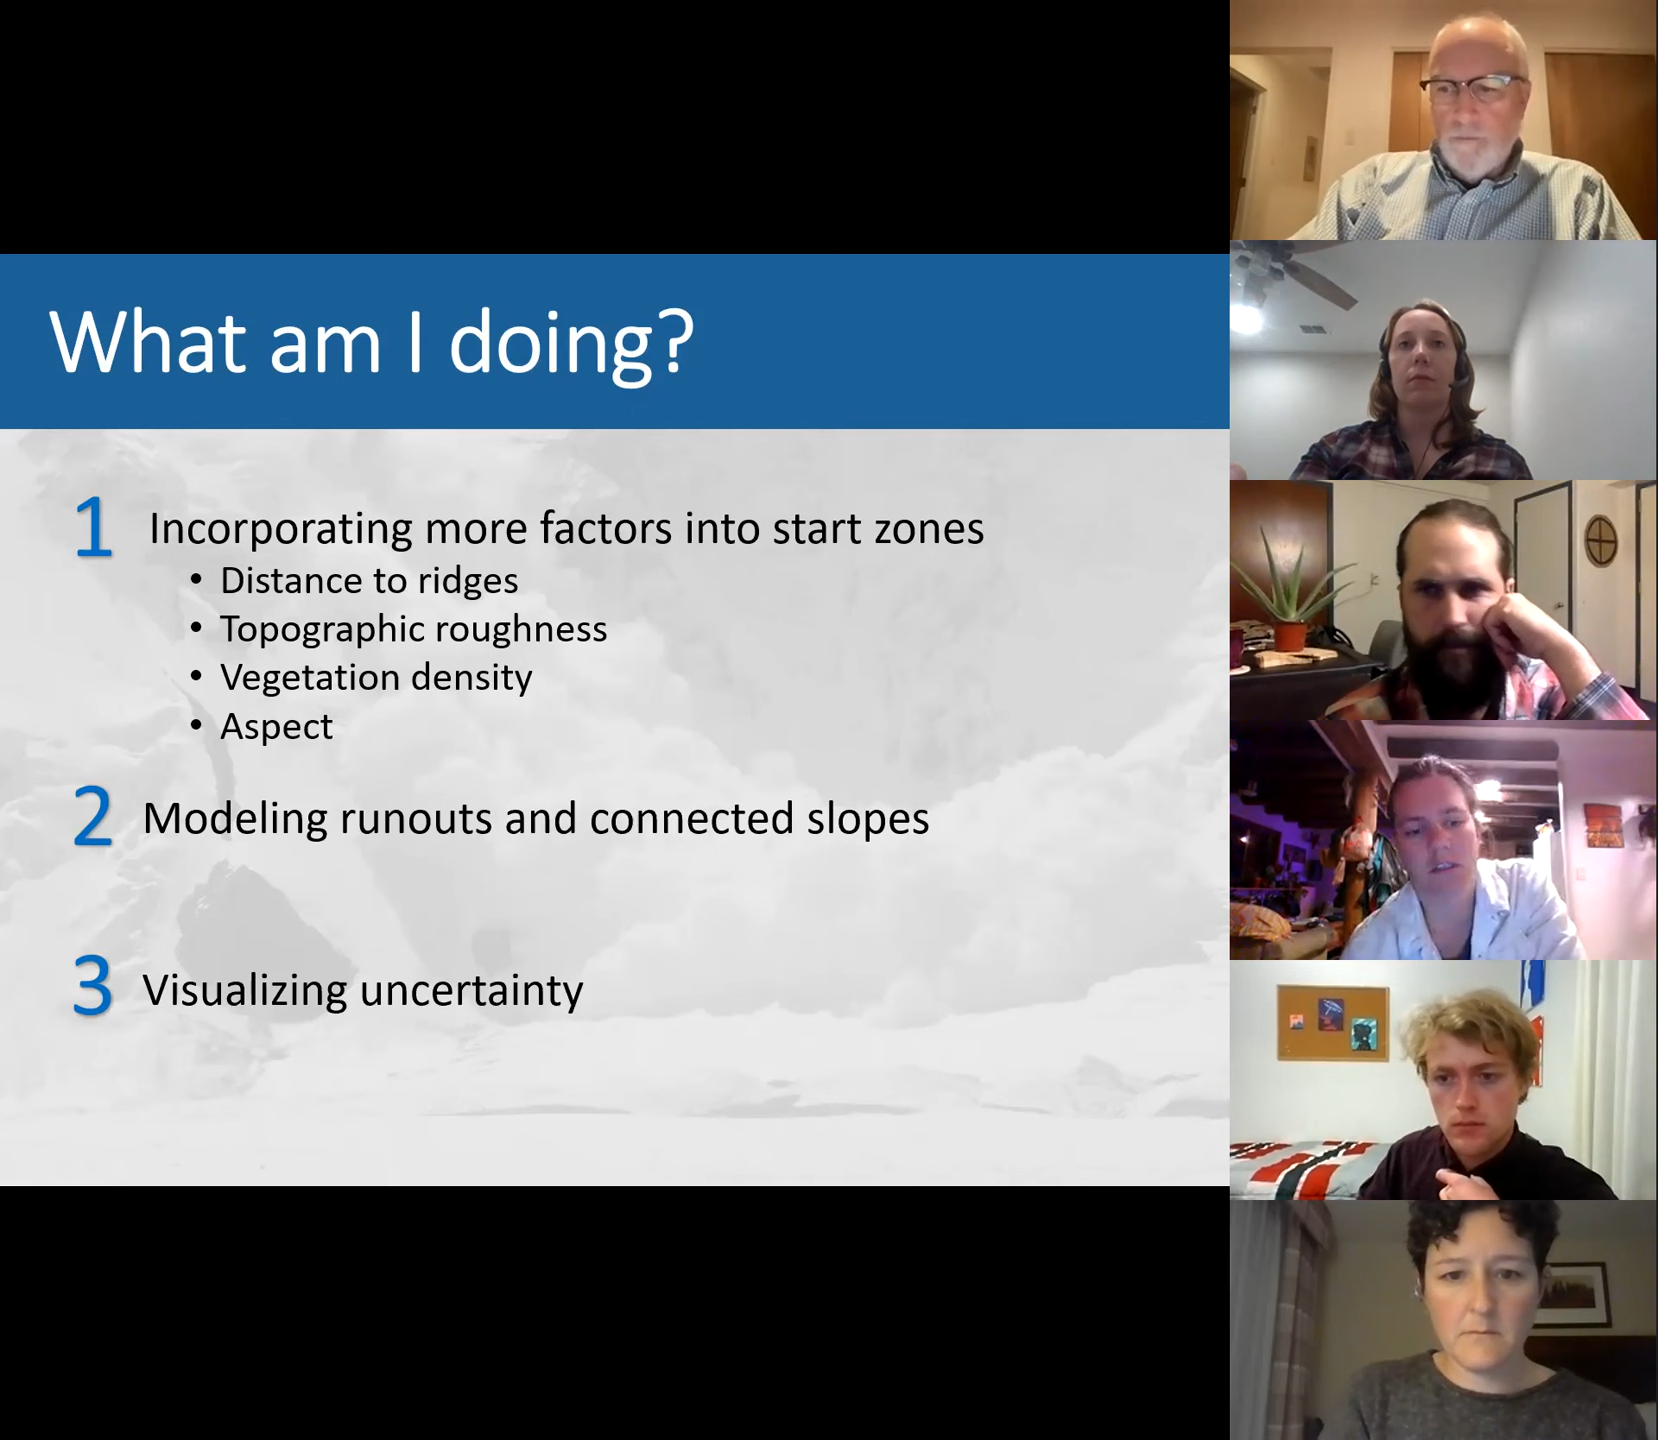 What am I doing?
1 Incorporating more factors into start zones
• Distance to ridges
• Topographic roughness
• Vegetation density
• Aspect
2 Modeling runouts and connected slopes
3 Visualizing uncertainty